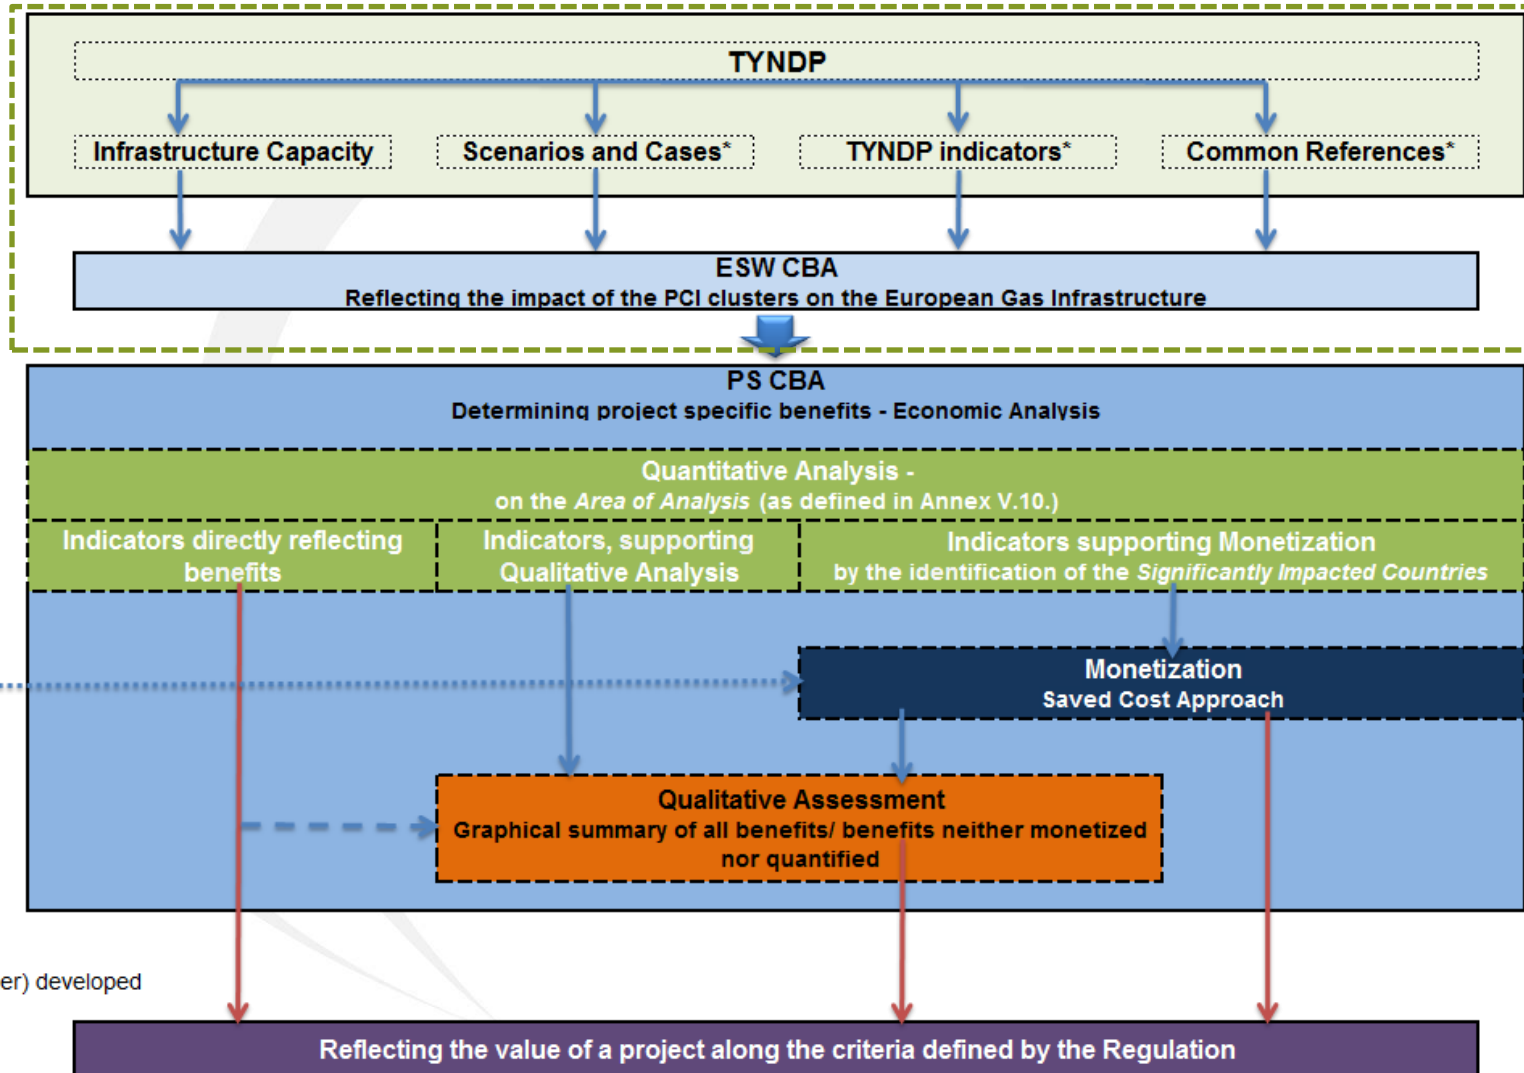 TYNDP
Infrastructure Capacity
Scenarios and Cases*
TYNDP indicators*
Common References*
ESW CBA
Reflecting the impact of the PCI clusters on the European Gas Infrastructure
PS CBA
Determining project specific benefits - Economic Analysis
Quantitative Analysis -
on the Area of Analysis (as defined in Annex V.10.)
Indicators directly reflecting
benefits
Indicators, supporting
Qualitative Analysis
Indicators supporting Monetization
by the identification of the Significantly Impacted Countries
Monetization
Saved Cost Approach
Qualitative Assessment
Graphical summary of all benefits/ benefits neither monetized
nor quantified
er) developed
Reflecting the value of a project along the criteria defined by the Regulation